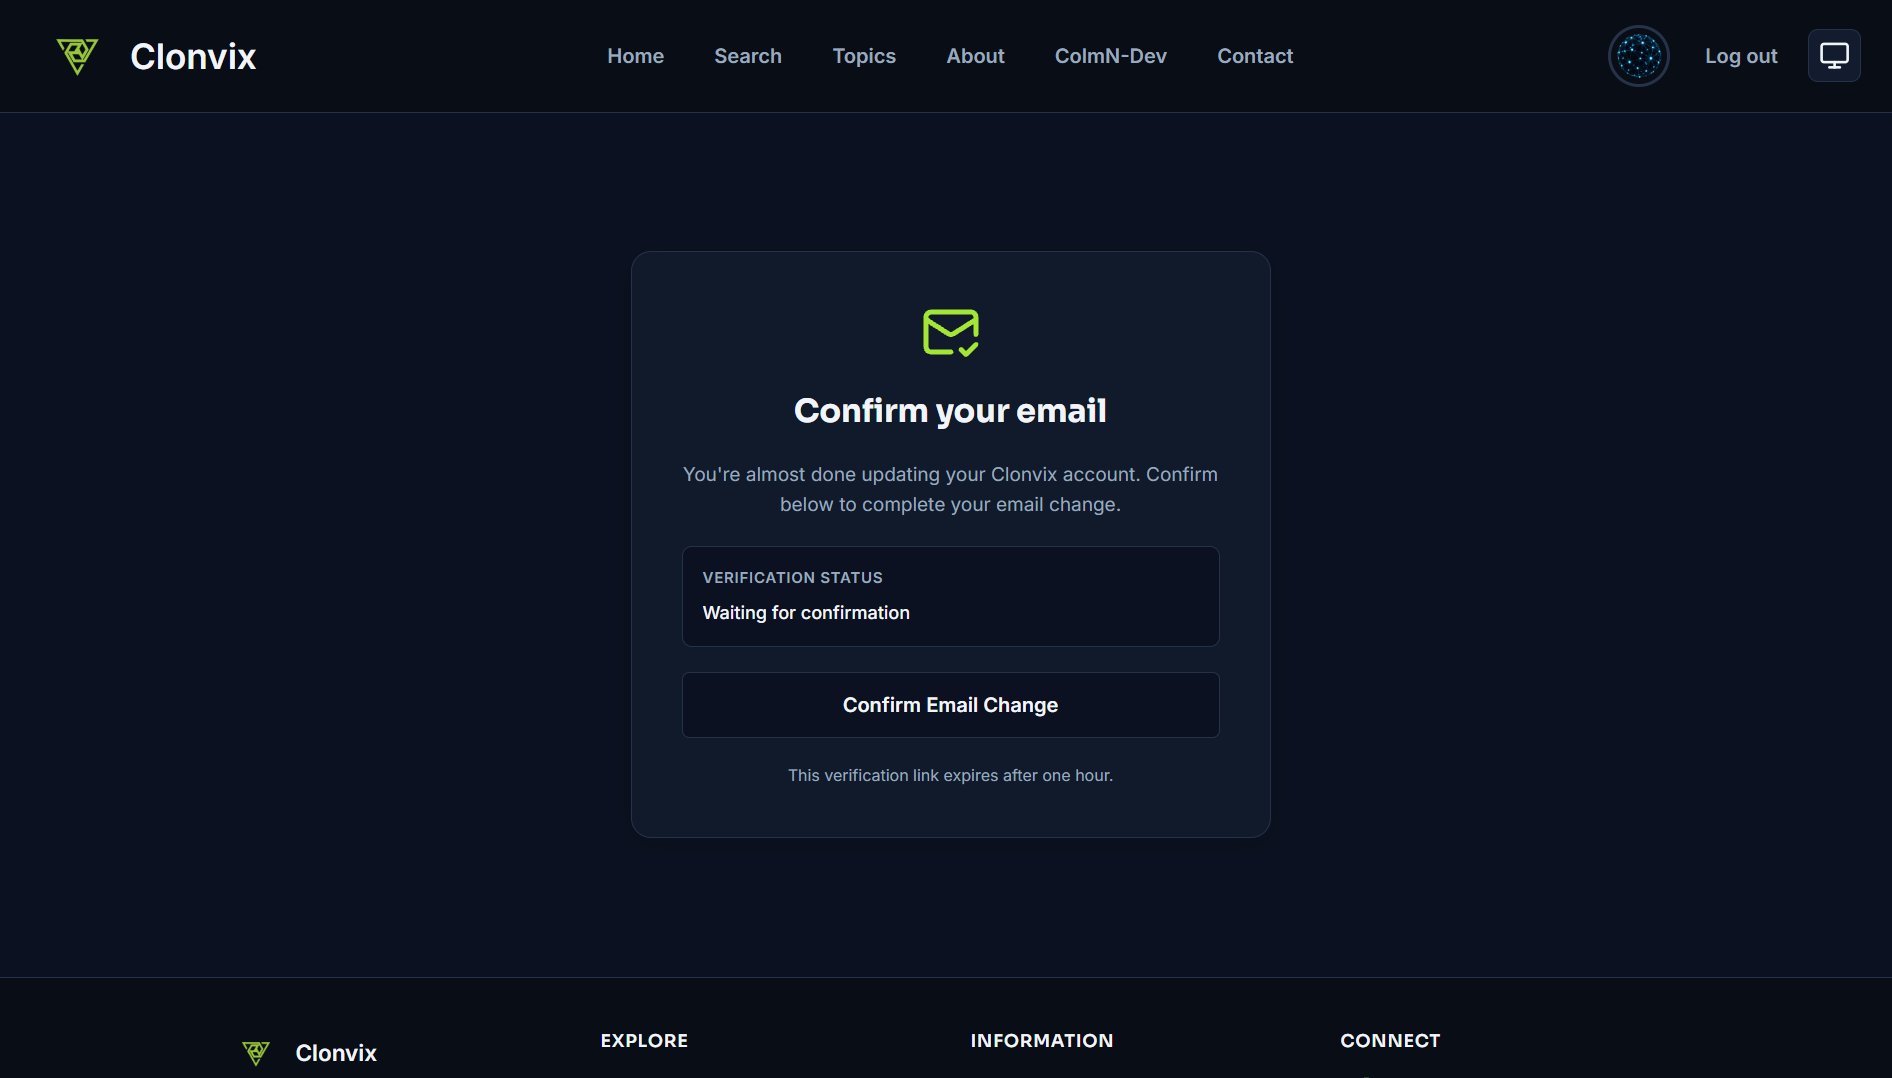 Clonvix
Home
Search
Topics
About
ColmN-Dev
Contact
Log out
Confirm your email
You're almost done updating your Clonvix account. Confirm
below to complete your email change.
VERIFICATION STATUS
Waiting for confirmation
Confirm Email Change
This verification link expires after one hour.
Clonvix
EXPLORE
INFORMATION
CONNECT